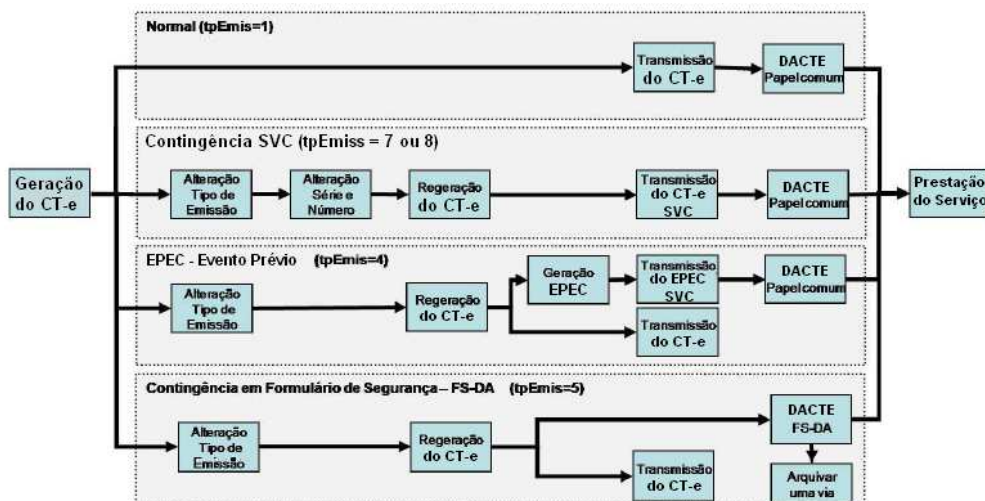 Normal (tpEmis=1)
Transmissão
do CT-e
DACTE
Papel comum
Contingência SVC (tpEmiss = 7 ou 8)
Geração
do CT-e
Alteração
Tipo de
Emissão
Alteração
Série e
Número
Regeração
do CT-e
Transmissão
do CT-e
SVC
DACTE
Papel comum
Prestação
do Serviço
EPEC - Evento Prévio (tpEmis=4)
Alteração
Tipo de
Emissão
Regeração
do CT-e
Geração
EPEC
Transmissão
do EPEC
SVC
DACTE
Papel comum
Transmissão
do CT-e
Contingência em Formulário de Segurança – FS-DA (tpEmis=5)
Alteração
Tipo de
Emissão
Regeração
do CT-e
DACTE
FS-DA
Transmissão
do CT-e
Arquivar
uma via